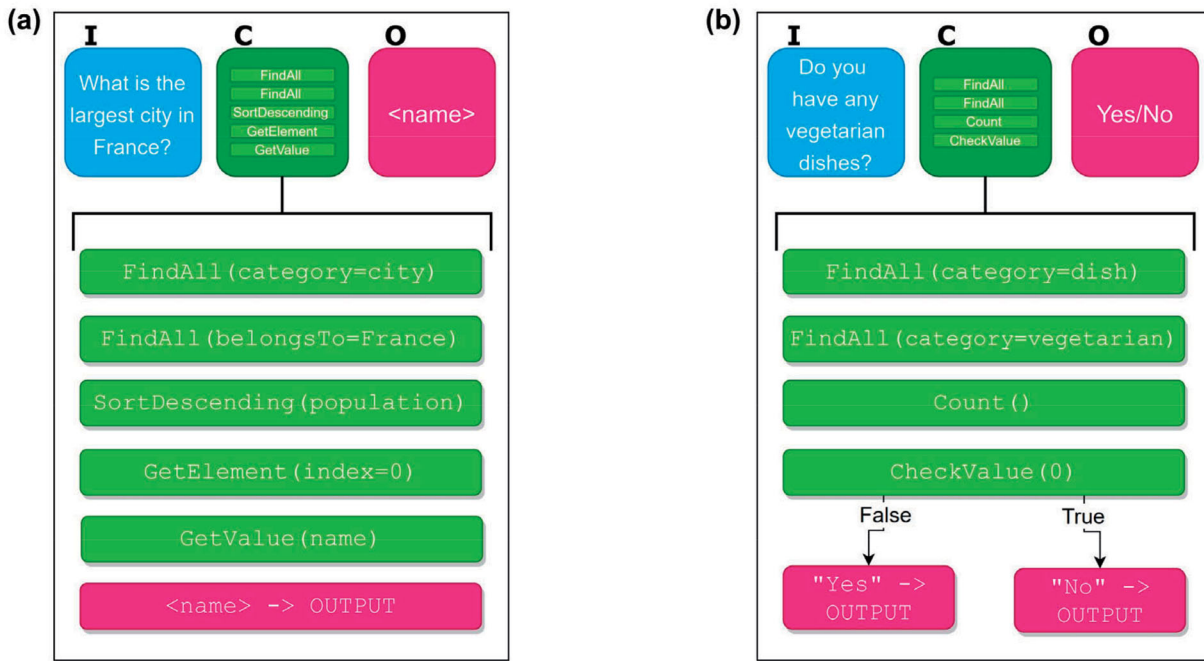 (a)
I
C
O
What is the
largest city in
France?
FindAll
FindAll
SortDescending
GetElement
GetValue
<name>
FindAll(category=city)
FindAll(belongsTo=France)
SortDescending(population)
GetElement(index=0)
GetValue(name)
<name> -> OUTPUT
(b)
I
C
O
Do you
have any
vegetarian
dishes?
FindAll
FindAll
Count
CheckValue
Yes/No
FindAll(category=dish)
FindAll(category=vegetarian)
Count()
CheckValue(0)
False
True
"Yes" ->
OUTPUT
"No" ->
OUTPUT